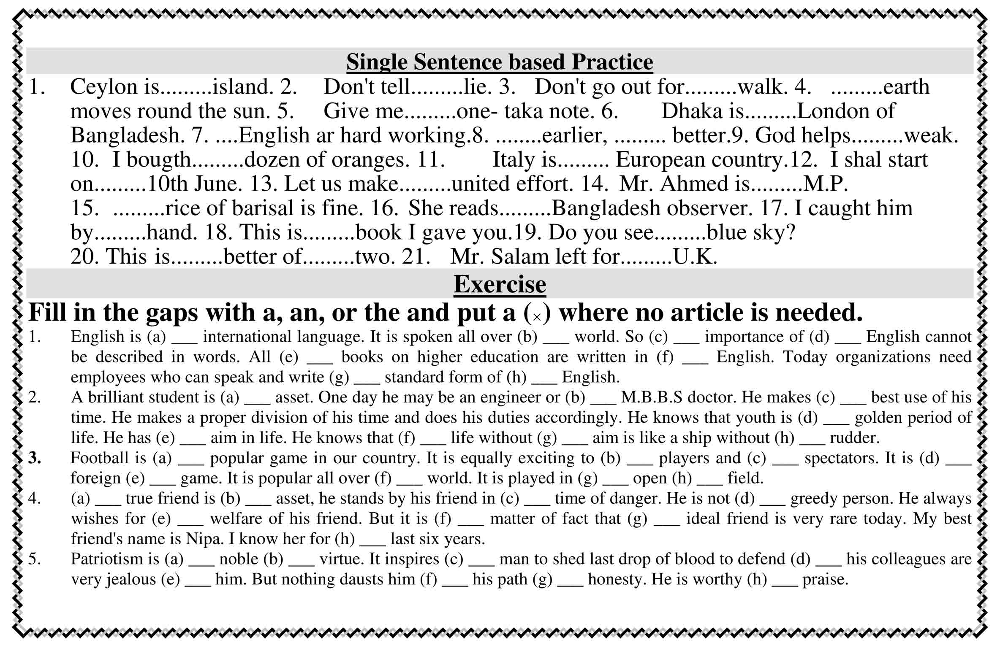 Single Sentence based Practice
1. Ceylon is.........island. 2. Don't tell.........lie. 3. Don't go out for.........walk. 4. .........earth
moves round the sun. 5. Give me.........one- taka note. 6. Dhaka is.........London of
Bangladesh. 7. ....English ar hard working.8. ........earlier, ......... better.9. God helps.........weak.
10. I bougth.........dozen of oranges. 11. Italy is......... European country.12. I shal start
on.........10th June. 13. Let us make.........united effort. 14. Mr. Ahmed is.........M.P.
15. .........rice of barisal is fine. 16. She reads.........Bangladesh observer. 17. I caught him
by.........hand. 18. This is.........book I gave you.19. Do you see.........blue sky?
20. This is.........better of.........two. 21. Mr. Salam left for.........U.K.
Exercise
Fill in the gaps with a, an, or the and put a (×) where no article is needed.
1. English is (a) ___ international language. It is spoken all over (b) ___ world. So (c) ___ importance of (d) ___ English cannot
be described in words. All (e) ___ books on higher education are written in (f) ___ English. Today organizations need
employees who can speak and write (g) ___ standard form of (h) ___ English.
2. A brilliant student is (a) ___ asset. One day he may be an engineer or (b) ___ M.B.B.S doctor. He makes (c) ___ best use of his
time. He makes a proper division of his time and does his duties accordingly. He knows that youth is (d) ___ golden period of
life. He has (e) ___ aim in life. He knows that (f) ___ life without (g) ___ aim is like a ship without (h) ___ rudder.
3. Football is (a) ___ popular game in our country. It is equally exciting to (b) ___ players and (c) ___ spectators. It is (d) ___
foreign (e) ___ game. It is popular all over (f) ___ world. It is played in (g) ___ open (h) ___ field.
4. (a) ___ true friend is (b) ___ asset, he stands by his friend in (c) ___ time of danger. He is not (d) ___ greedy person. He always
wishes for (e) ___ welfare of his friend. But it is (f) ___ matter of fact that (g) ___ ideal friend is very rare today. My best
friend's name is Nipa. I know her for (h) ___ last six years.
5. Patriotism is (a) ___ noble (b) ___ virtue. It inspires (c) ___ man to shed last drop of blood to defend (d) ___ his colleagues are
very jealous (e) ___ him. But nothing dausts him (f) ___ his path (g) ___ honesty. He is worthy (h) ___ praise.